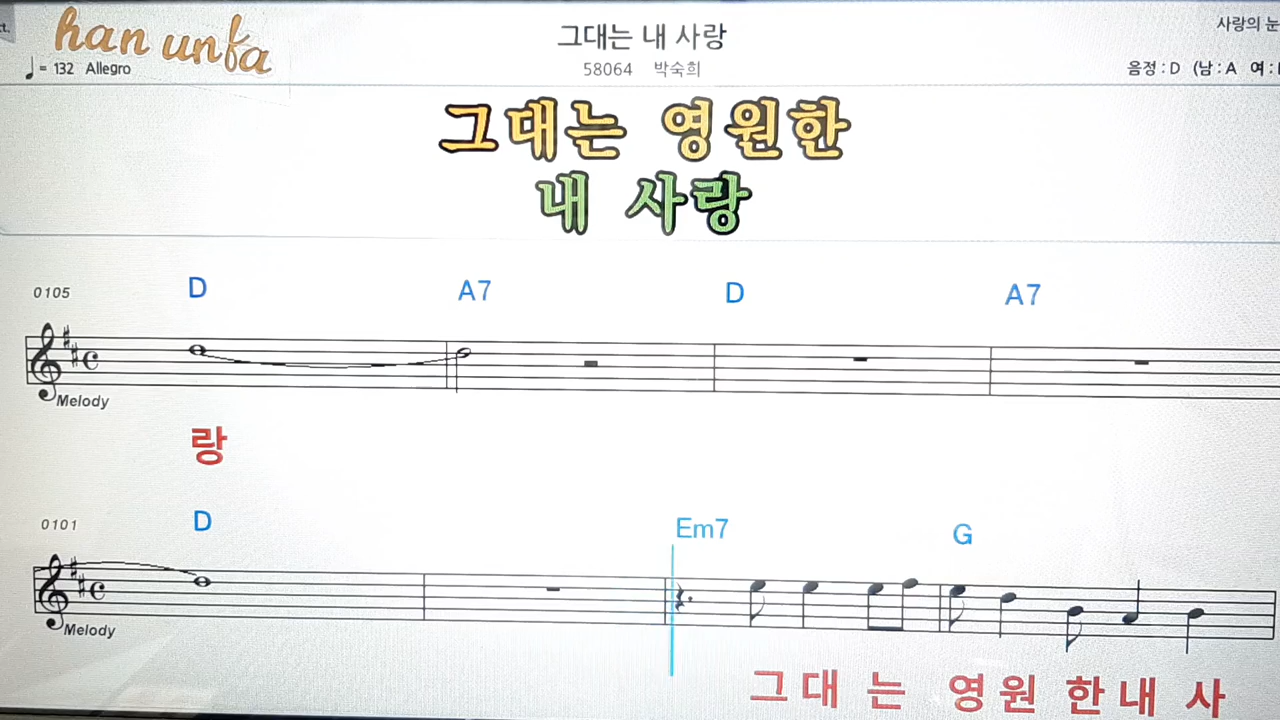 han unfa
그대는 내 사랑
사랑의 눈
= 132 Allegro
58064 박숙희
음정 : D (남 : A 여 :
그대는 영원한
내 사랑
0105 D A7 D A7
Melody
랑
0101 D Em7 G
Melody
그대 는 영원 한내 사